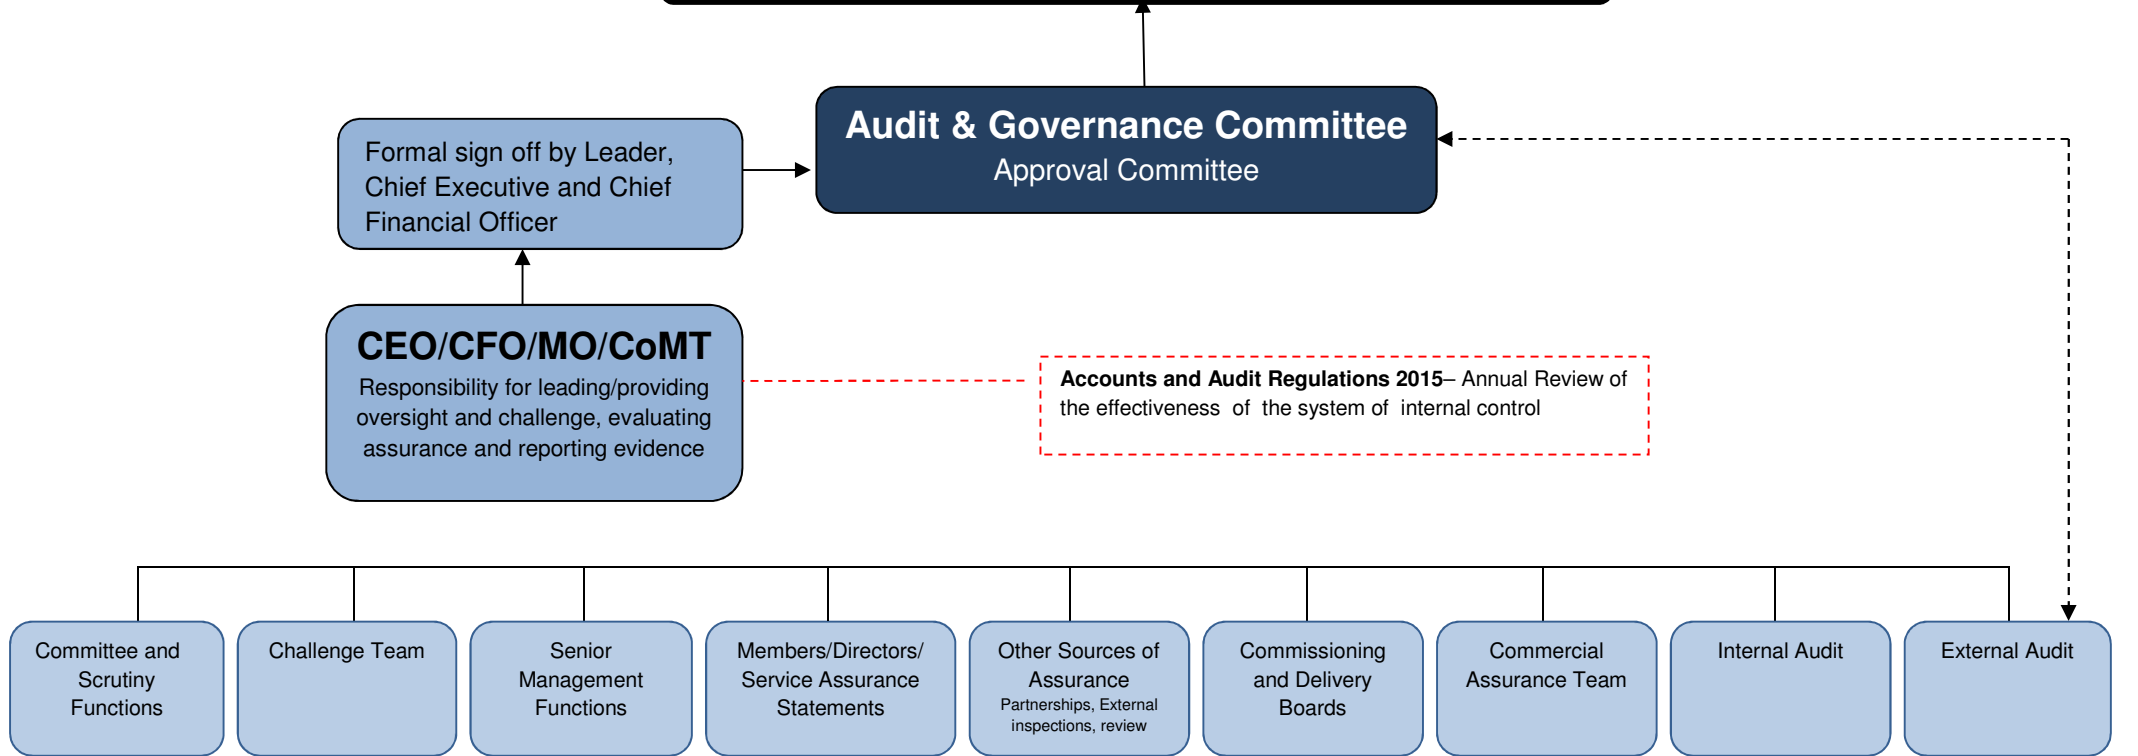 Audit & Governance Committee
Approval Committee
Formal sign off by Leader,
Chief Executive and Chief
Financial Officer
CEO/CFO/MO/CoMT
Responsibility for leading/providing
oversight and challenge, evaluating
assurance and reporting evidence
Accounts and Audit Regulations 2015– Annual Review of
the effectiveness of the system of internal control
Committee and
Scrutiny
Functions
Challenge Team
Senior
Management
Functions
Members/Directors/
Service Assurance
Statements
Other Sources of
Assurance
Partnerships, External
inspections, review
Commissioning
and Delivery
Boards
Commercial
Assurance Team
Internal Audit
External Audit